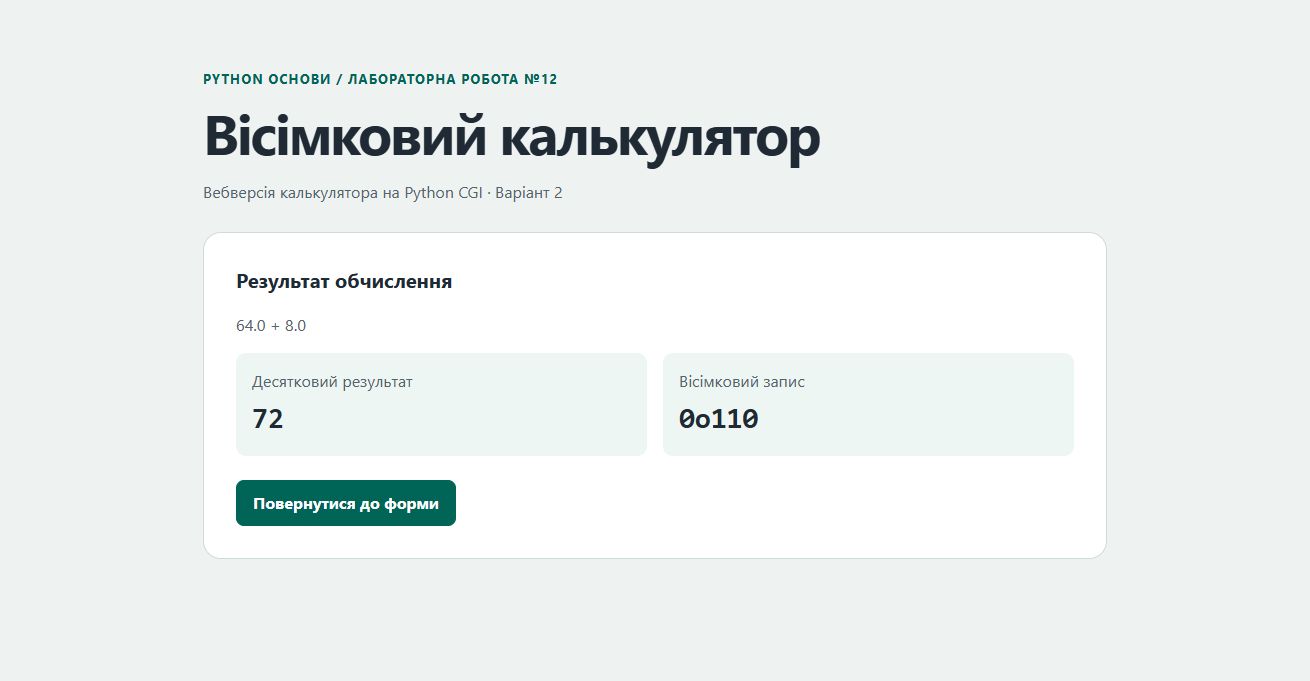 PYTHON ОСНОВИ / ЛАБОРАТОРНА РОБОТА №12
Вісімковий калькулятор
Вебверсія калькулятора на Python CGI · Варіант 2
Результат обчислення
64.0 + 8.0
Десятковий результат
72
Вісімковий запис
0o110
Повернутися до форми